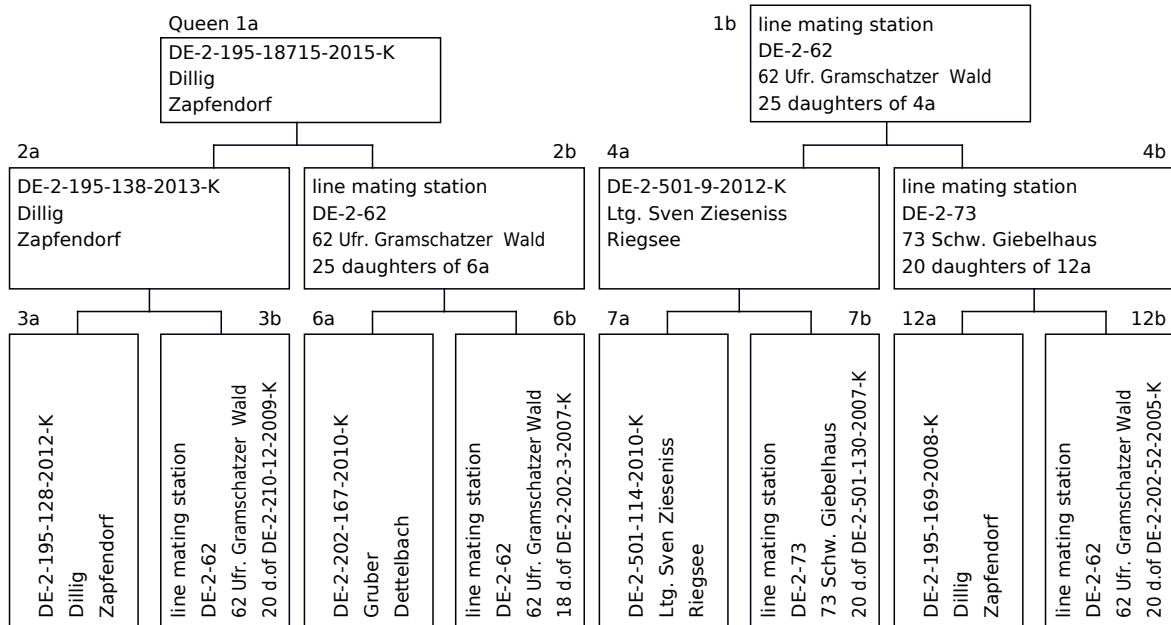 Queen 1a
DE-2-195-18715-2015-K
Dillig
Zapfendorf
1b
line mating station
DE-2-62
62 Ufr. Gramschatzer Wald
25 daughters of 4a
2a
DE-2-195-138-2013-K
Dillig
Zapfendorf
2b
line mating station
DE-2-62
62 Ufr. Gramschatzer Wald
25 daughters of 6a
4a
DE-2-501-9-2012-K
Ltg. Sven Zieseniss
Riegsee
4b
line mating station
DE-2-73
73 Schw. Giebelhaus
20 daughters of 12a
3a
DE-2-195-128-2012-K
Dillig
Zapfendorf
3b
line mating station
DE-2-62
62 Ufr. Gramschatzer Wald
20 d.of DE-2-210-12-2009-K
6a
DE-2-202-167-2010-K
Gruber
Dettelbach
6b
line mating station
DE-2-62
62 Ufr. Gramschatzer Wald
18 d.of DE-2-202-3-2007-K
7a
DE-2-501-114-2010-K
Ltg. Sven Zieseniss
Riegsee
7b
line mating station
DE-2-73
73 Schw. Giebelhaus
20 d.of DE-2-501-130-2007-K
12a
DE-2-195-169-2008-K
Dillig
Zapfendorf
12b
line mating station
DE-2-62
62 Ufr. Gramschatzer Wald
20 d.of DE-2-202-52-2005-K